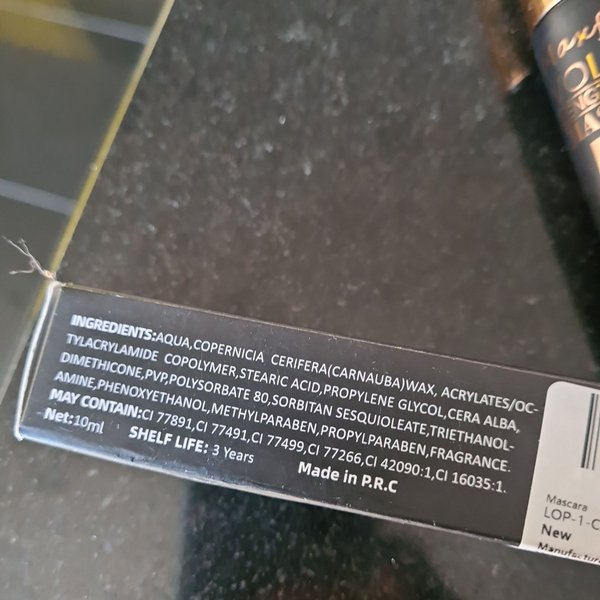 INGREDIENTS:AQUA,COPERNICIA CERIFERA(CARNAUBA)WAX, ACRYLATES/OC-
TYLACRYLAMIDE COPOLYMER,STEARIC ACID,PROPYLENE GLYCOL,CERA ALBA,
DIMETHICONE,PVP,POLYSORBATE 80,SORBITAN SESQUIOLEATE,TRIETHANOL-
AMINE,PHENOXYETHANOL,METHYLPARABEN,PROPYLPARABEN,FRAGRANCE.
MAY CONTAIN:CI 77891,CI 77491,CI 77499,CI 77266,CI 42090:1,CI 16035:1.
Net:10ml SHELF LIFE: 3 Years
Made in P.R.C
Mascara
LOP-1-C
New